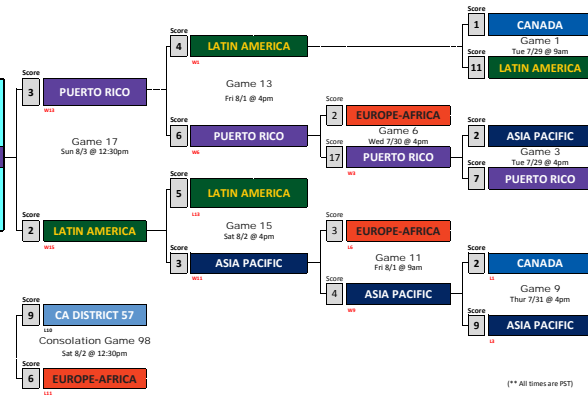 Score
1 CANADA
Game 1
Tue 7/29 @ 9am
Score
11 LATIN AMERICA
Score
4 LATIN AMERICA
W1
Game 13
Fri 8/1 @ 4pm
Score
6 PUERTO RICO
W6
Score
3 PUERTO RICO
W13
Game 17
Sun 8/3 @ 12:30pm
Score
2 LATIN AMERICA
W15
Score
2 EUROPE-AFRICA
Game 6
Wed 7/30 @ 4pm
Score
17 PUERTO RICO
W3
Score
2 ASIA PACIFIC
Game 3
Tue 7/29 @ 4pm
Score
7 PUERTO RICO
Score
5 LATIN AMERICA
L13
Game 15
Sat 8/2 @ 4pm
Score
3 ASIA PACIFIC
W11
Score
3 EUROPE-AFRICA
L6
Game 11
Fri 8/1 @ 9am
Score
4 ASIA PACIFIC
W9
Score
2 CANADA
L1
Game 9
Thur 7/31 @ 4pm
Score
9 ASIA PACIFIC
L3
Score
9 CA DISTRICT 57
L10
Consolation Game 98
Sat 8/2 @ 12:30pm
Score
6 EUROPE-AFRICA
L11
(** All times are PST)